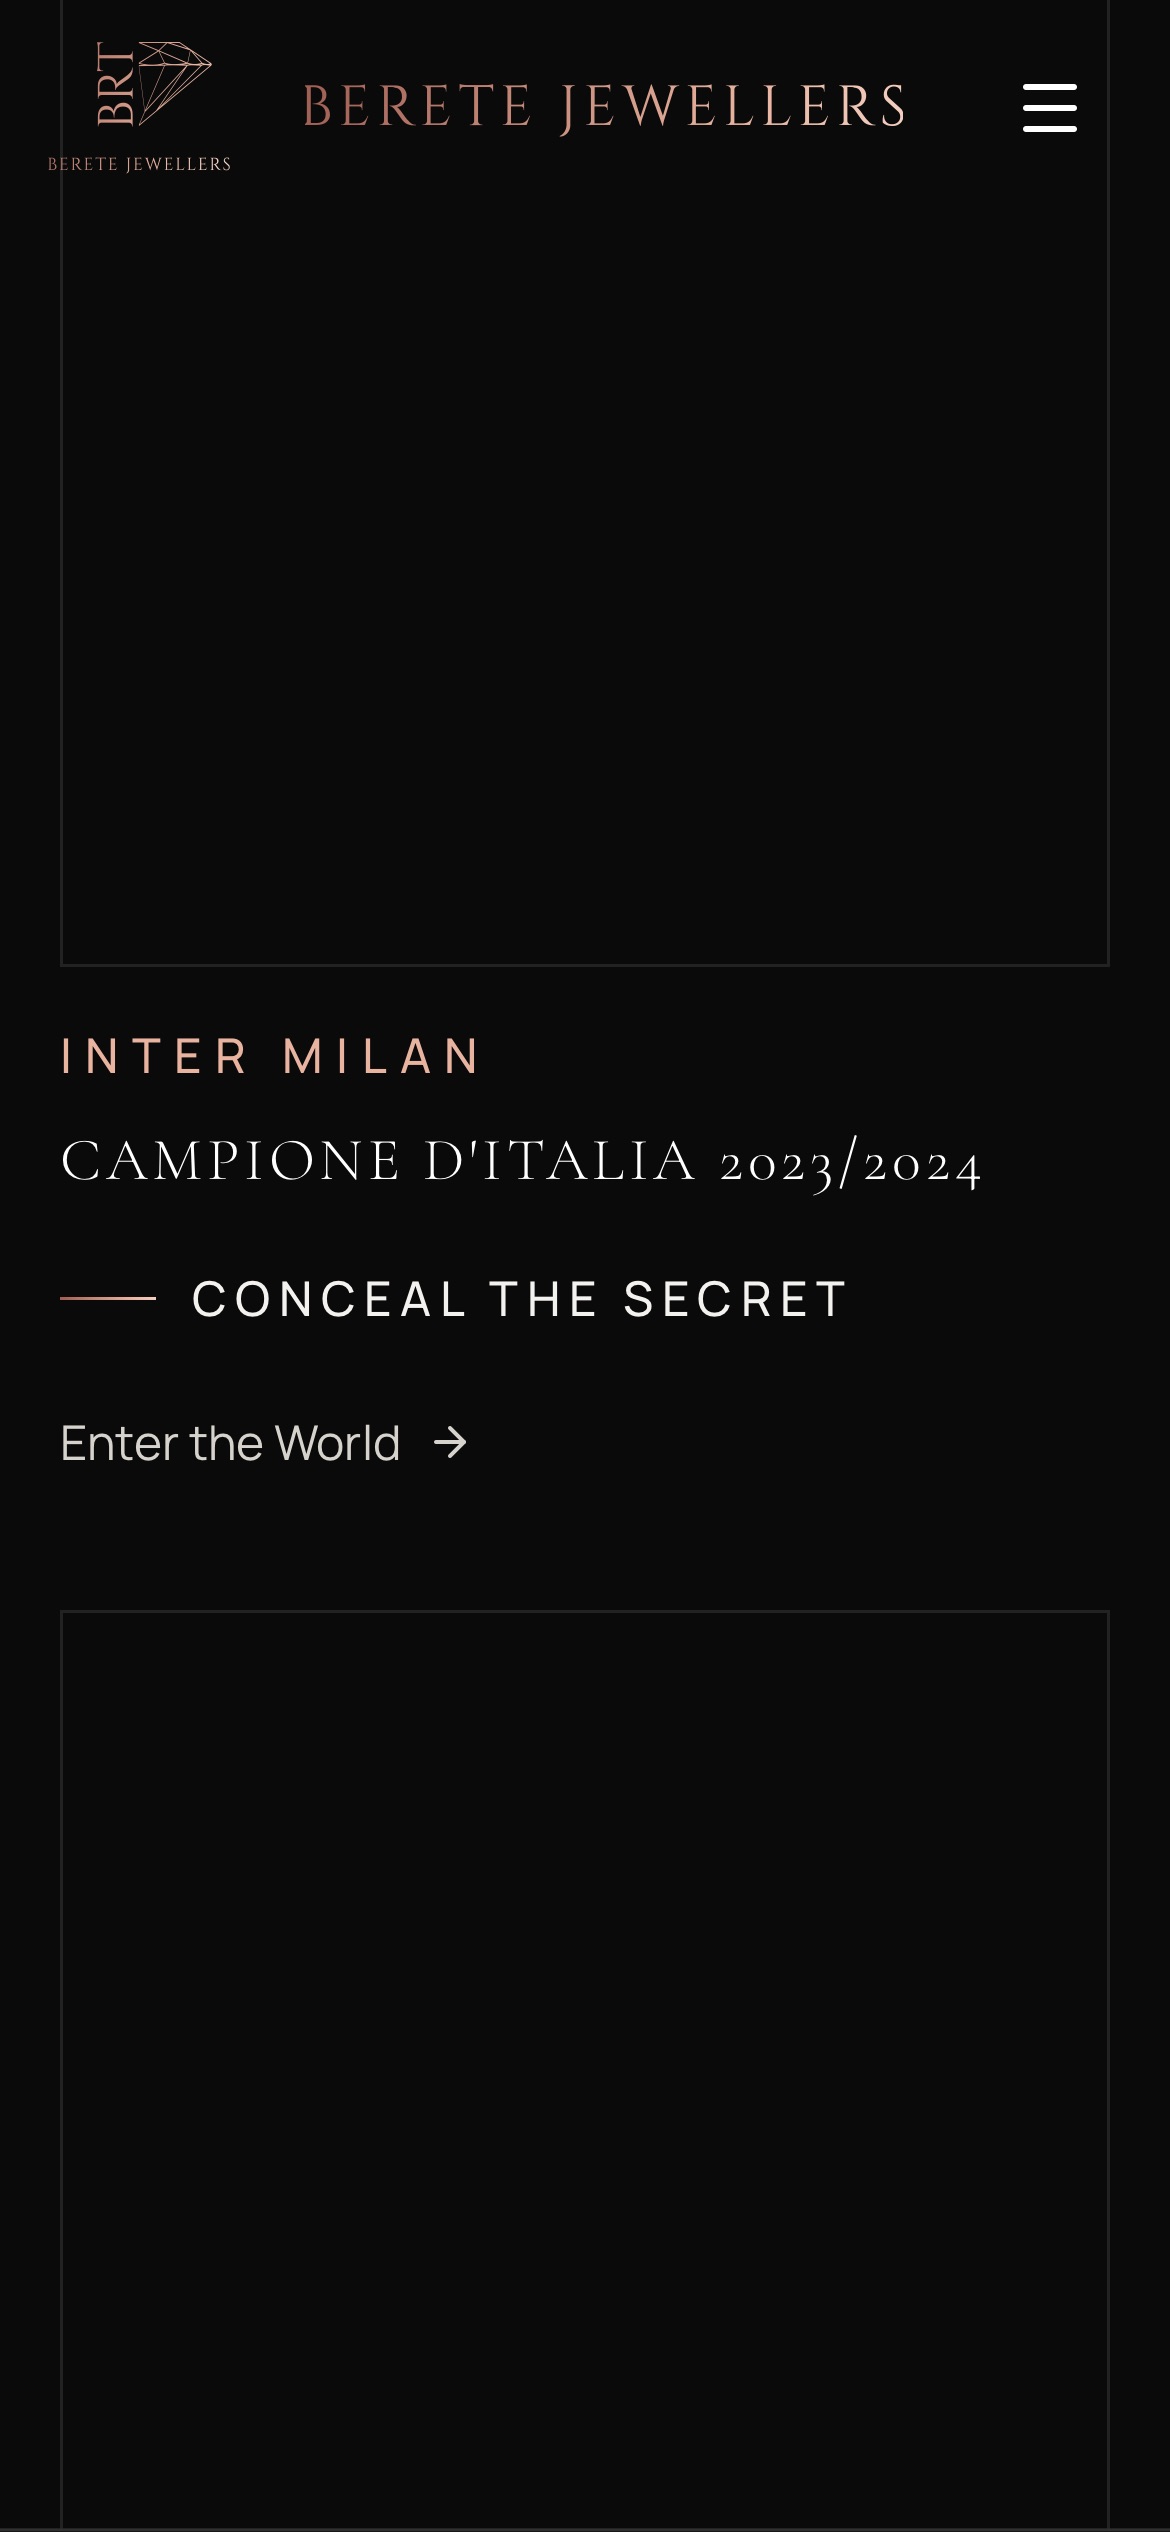 BRT
BERETE JEWELLERS
BERETE JEWELLERS
INTER MILAN
CAMPIONE D'ITALIA 2023/2024
CONCEAL THE SECRET
Enter the World →